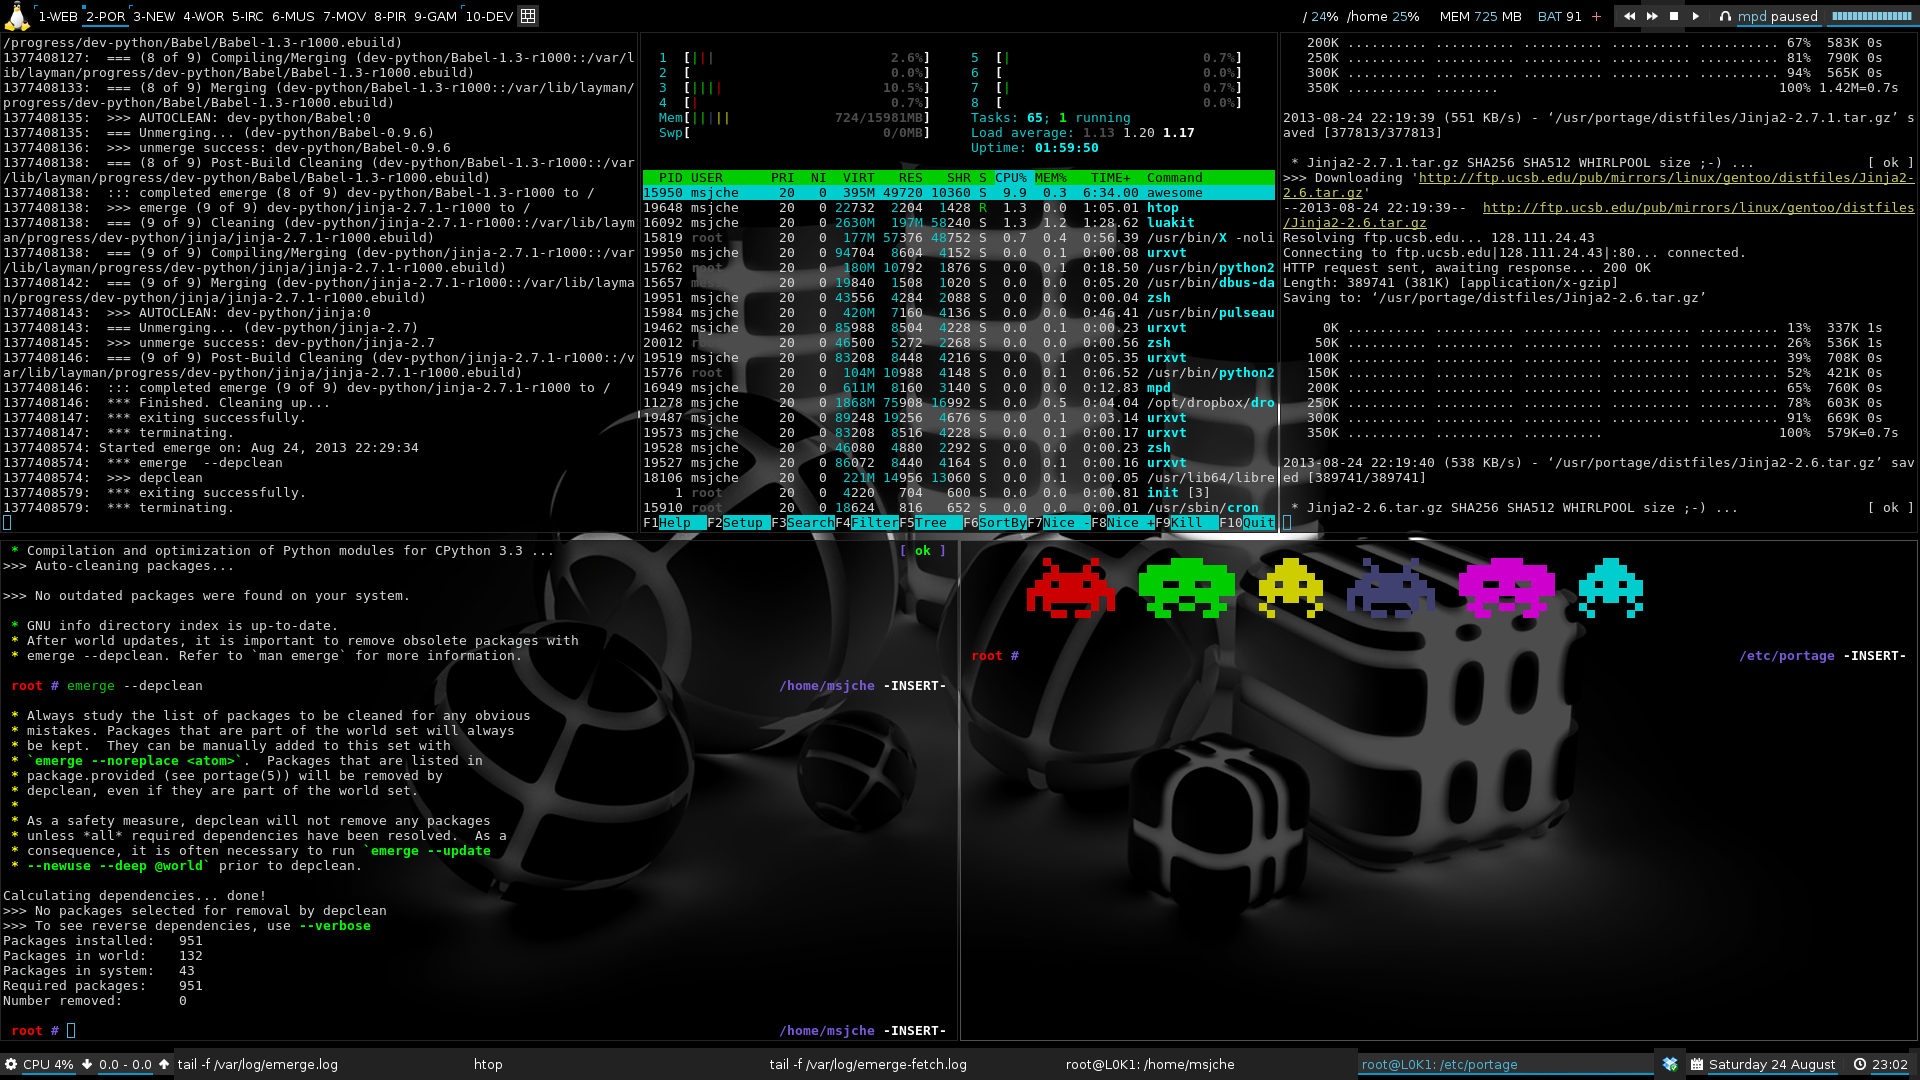 1-WEB 2-POR 3-NEW 4-WOR 5-IRC 6-MUS 7-MOV 8-PIR 9-GAM 10-DEV
/ 24% /home 25% MEM 725 MB BAT 91 + mpd paused
/progress/dev-python/Babel/Babel-1.3-r1000.ebuild)
1377408127:  === (8 of 9) Compiling/Merging (dev-python/Babel-1.3-r1000::/var/l
ib/layman/progress/dev-python/Babel/Babel-1.3-r1000.ebuild)
1377408133:  === (8 of 9) Merging (dev-python/Babel-1.3-r1000::/var/lib/layman/
progress/dev-python/Babel/Babel-1.3-r1000.ebuild)
1377408135:  >>> AUTOCLEAN: dev-python/Babel:0
1377408135:  === Unmerging... (dev-python/Babel-0.9.6)
1377408136:  >>> unmerge success: dev-python/Babel-0.9.6
1377408138:  === (8 of 9) Post-Build Cleaning (dev-python/Babel-1.3-r1000::/var
/lib/layman/progress/dev-python/Babel/Babel-1.3-r1000.ebuild)
1377408138:  ::: completed emerge (8 of 9) dev-python/Babel-1.3-r1000 to /
1377408138:  >>> emerge (9 of 9) dev-python/jinja-2.7.1-r1000 to /
1377408138:  === (9 of 9) Cleaning (dev-python/jinja-2.7.1-r1000::/var/lib/laym
an/progress/dev-python/jinja/jinja-2.7.1-r1000.ebuild)
1377408138:  === (9 of 9) Compiling/Merging (dev-python/jinja-2.7.1-r1000::/var
/lib/layman/progress/dev-python/jinja/jinja-2.7.1-r1000.ebuild)
1377408142:  === (9 of 9) Merging (dev-python/jinja-2.7.1-r1000::/var/lib/layma
n/progress/dev-python/jinja/jinja-2.7.1-r1000.ebuild)
1377408143:  >>> AUTOCLEAN: dev-python/jinja:0
1377408143:  === Unmerging... (dev-python/jinja-2.7)
1377408145:  >>> unmerge success: dev-python/jinja-2.7
1377408146:  === (9 of 9) Post-Build Cleaning (dev-python/jinja-2.7.1-r1000::/v
ar/lib/layman/progress/dev-python/jinja/jinja-2.7.1-r1000.ebuild)
1377408146:  ::: completed emerge (9 of 9) dev-python/jinja-2.7.1-r1000 to /
1377408146:  *** Finished. Cleaning up...
1377408147:  *** exiting successfully.
1377408147:  *** terminating.
1377408574: Started emerge on: Aug 24, 2013 22:29:34
1377408574:  *** emerge  --depclean
1377408574:  >>> depclean
1377408579:  *** exiting successfully.
1377408579:  *** terminating.
1 [||| 2.6%] 5 [| 0.7%]
2 [ 0.0%] 6 [ 0.0%]
3 [|||| 10.5%] 7 [| 0.7%]
4 [| 0.7%] 8 [ 0.0%]
Mem[||||| 724/15981MB] Tasks: 65; 1 running
Swp[ 0/0MB] Load average: 1.13 1.20 1.17
Uptime: 01:59:50
PID USER PRI NI VIRT RES SHR S CPU% MEM% TIME+ Command
15950 msjche 20 0 395M 49720 10360 S 9.9 0.3 6:34.00 awesome
19648 msjche 20 0 22732 2204 1428 R 1.3 0.0 1:05.01 htop
16092 msjche 20 0 2630M 197M 58240 S 1.3 1.2 1:28.62 luakit
15819 root 20 0 177M 57376 48752 S 0.7 0.4 0:56.39 /usr/bin/X -noli
19950 msjche 20 0 94704 8604 4152 S 0.0 0.1 0:00.08 urxvt
15762 root 20 0 180M 10792 1876 S 0.0 0.1 0:18.50 /usr/bin/python2
15657 20 0 19840 1508 1020 S 0.0 0.0 0:05.20 /usr/bin/dbus-da
19951 msjche 20 0 43556 4284 2088 S 0.0 0.0 0:00.04 zsh
15984 msjche 20 0 420M 7160 4136 S 0.0 0.0 0:46.41 /usr/bin/pulseau
19462 msjche 20 0 85988 8504 4228 S 0.0 0.1 0:00.23 urxvt
20012 root 20 0 46500 5272 2268 S 0.0 0.0 0:00.56 zsh
19519 msjche 20 0 83208 8448 4216 S 0.0 0.1 0:05.35 urxvt
15776 root 20 0 104M 10988 4148 S 0.0 0.1 0:06.52 /usr/bin/python2
16949 msjche 20 0 611M 8160 3140 S 0.0 0.0 0:12.83 mpd
11278 msjche 20 0 1868M 75908 16992 S 0.0 0.5 0:04.04 /opt/dropbox/dro
19487 msjche 20 0 89248 19256 4676 S 0.0 0.1 0:03.14 urxvt
19573 msjche 20 0 83208 8516 4228 S 0.0 0.1 0:00.17 urxvt
19528 msjche 20 0 46080 4880 2292 S 0.0 0.0 0:00.23 zsh
19527 msjche 20 0 86072 8440 4164 S 0.0 0.1 0:00.16 urxvt
18106 msjche 20 0 221M 14956 13060 S 0.0 0.1 0:00.05 /usr/lib64/libre
1 root 20 0 4220 704 600 S 0.0 0.0 0:00.81 init [3]
15910 root 20 0 18624 816 652 S 0.0 0.0 0:00.01 /usr/sbin/cron
F1Help F2Setup F3SearchF4FilterF5Tree F6SortByF7Nice -F8Nice +F9Kill F10Quit
200K .......... .......... .......... .......... .......... 67% 583K 0s
250K .......... .......... .......... .......... .......... 81% 790K 0s
300K .......... .......... .......... .......... .......... 94% 565K 0s
350K .......... ........ 100% 1.42M=0.7s
2013-08-24 22:19:39 (551 KB/s) - ‘/usr/portage/distfiles/Jinja2-2.7.1.tar.gz’ s
aved [377813/377813]
* Jinja2-2.7.1.tar.gz SHA256 SHA512 WHIRLPOOL size ;-) ... [ ok ]
>>> Downloading 'http://ftp.ucsb.edu/pub/mirrors/linux/gentoo/distfiles/Jinja2-
2.6.tar.gz'
--2013-08-24 22:19:39--  http://ftp.ucsb.edu/pub/mirrors/linux/gentoo/distfiles
/Jinja2-2.6.tar.gz
Resolving ftp.ucsb.edu... 128.111.24.43
Connecting to ftp.ucsb.edu|128.111.24.43|:80... connected.
HTTP request sent, awaiting response... 200 OK
Length: 389741 (381K) [application/x-gzip]
Saving to: ‘/usr/portage/distfiles/Jinja2-2.6.tar.gz’
0K .......... .......... .......... .......... .......... 13% 337K 1s
50K .......... .......... .......... .......... .......... 26% 536K 1s
100K .......... .......... .......... .......... .......... 39% 708K 0s
150K .......... .......... .......... .......... .......... 52% 421K 0s
200K .......... .......... .......... .......... .......... 65% 760K 0s
250K .......... .......... .......... .......... .......... 78% 603K 0s
300K .......... .......... .......... .......... .......... 91% 669K 0s
350K .......... .......... .......... 100% 579K=0.7s
2013-08-24 22:19:40 (538 KB/s) - ‘/usr/portage/distfiles/Jinja2-2.6.tar.gz’ sav
ed [389741/389741]
* Jinja2-2.6.tar.gz SHA256 SHA512 WHIRLPOOL size ;-) ... [ ok ]
* Compilation and optimization of Python modules for CPython 3.3 ... [ ok ]
>>> Auto-cleaning packages...
>>> No outdated packages were found on your system.
* GNU info directory index is up-to-date.
* After world updates, it is important to remove obsolete packages with
* emerge --depclean. Refer to `man emerge` for more information.
root # emerge --depclean /home/msjche -INSERT-
* Always study the list of packages to be cleaned for any obvious
* mistakes. Packages that are part of the world set will always
* be kept.  They can be manually added to this set with
* `emerge --noreplace <atom>`.  Packages that are listed in
* package.provided (see portage(5)) will be removed by
* depclean, even if they are part of the world set.
*
* As a safety measure, depclean will not remove any packages
* unless *all* required dependencies have been resolved.  As a
* consequence, it is often necessary to run `emerge --update
* --newuse --deep @world` prior to depclean.
Calculating dependencies... done!
>>> No packages selected for removal by depclean
>>> To see reverse dependencies, use --verbose
Packages installed:   951
Packages in world:    132
Packages in system:   43
Required packages:    951
Number removed:       0
root # /home/msjche -INSERT-
root # /etc/portage -INSERT-
CPU 4% 0.0 - 0.0 tail -f /var/log/emerge.log htop tail -f /var/log/emerge-fetch.log root@L0K1: /home/msjche root@L0K1: /etc/portage Saturday 24 August 23:02